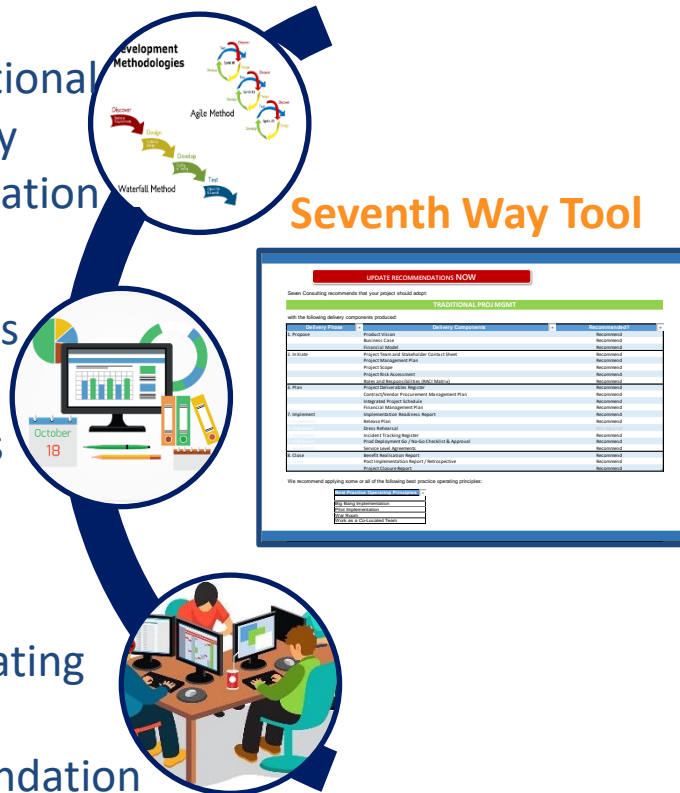 tional
y
ation
s
s
ating
ndation
evelopment
Methodologies
Agile Method
Discover
Design
Develop
Test
Waterfall Method
October
18
Seventh Way Tool
UPDATE RECOMMENDATIONS NOW
Seven Consulting recommends that your project should adopt:
TRADITIONAL PROJ MGMT
with the following delivery components produced:
Delivery Phase Delivery Components Recommended?
1. Propose Product Vision Recommend
Business Case Recommend
Financial Model Recommend
2. Initiate Project Team and Stakeholder Contact Sheet Recommend
Project Management Plan Recommend
Project Scope Recommend
Project Risk Assessment Recommend
Roles and Responsibilities (RACI Matrix) Recommend
Project Deliverables Register Recommend
Contract/Vendor Procurement Management Plan Recommend
Integrated Project Schedule Recommend
Financial Management Plan Recommend
7. Implement Implementation Readiness Report Recommend
Release Plan Recommend
Dress Rehearsal
Incident Tracking Register Recommend
Prod Deployment Go / No-Go Checklist & Approval Recommend
Service Level Agreements Recommend
8. Close Benefit Realisation Report Recommend
Post Implementation Report / Retrospective Recommend
Project Closure Report Recommend
We recommend applying some or all of the following best practice operating principles:
Best Practice Operating Principles
Big Bang Implementation
Pilot Implementation
War Room
Work as a Co-Located Team